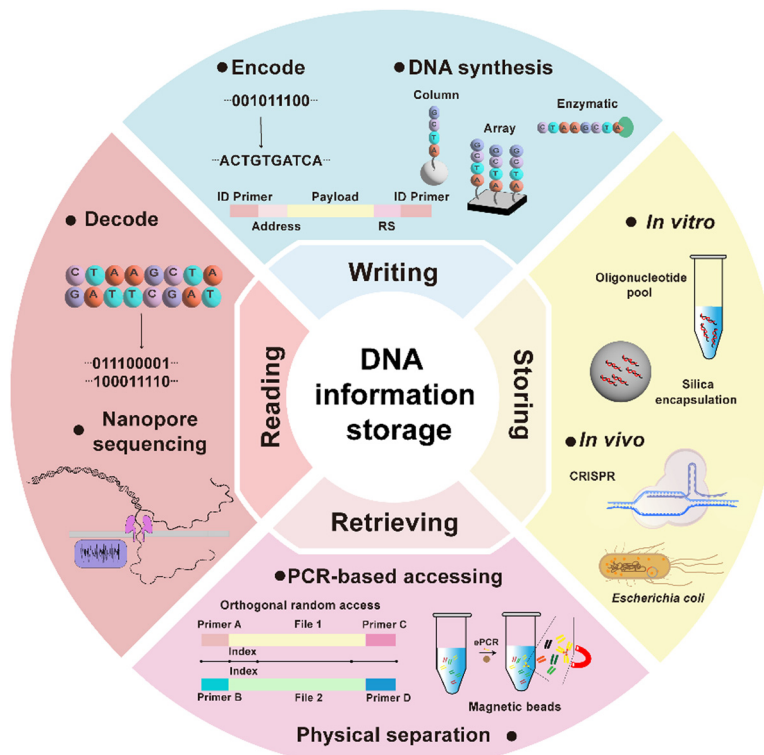 Encode
···001011100···
···ACTGTGATCA···
ID Primer Payload ID Primer
Address RS
DNA synthesis
Column
G
C
T
A
Array
G G G
C C C
T T T
A A A
Enzymatic
C T A A G C T A
Writing
In vitro
Oligonucleotide
pool
Silica
encapsulation
In vivo
CRISPR
Escherichia coli
Storing
Retrieving
PCR-based accessing
Orthogonal random access
Primer A File 1 Primer C
Index
Index
Primer B File 2 Primer D
ePCR
Magnetic beads
Physical separation
Reading
Decode
C T A A G C T A
G A T T C G A T
···011100001···
···100011110···
Nanopore
sequencing
DNA
information
storage